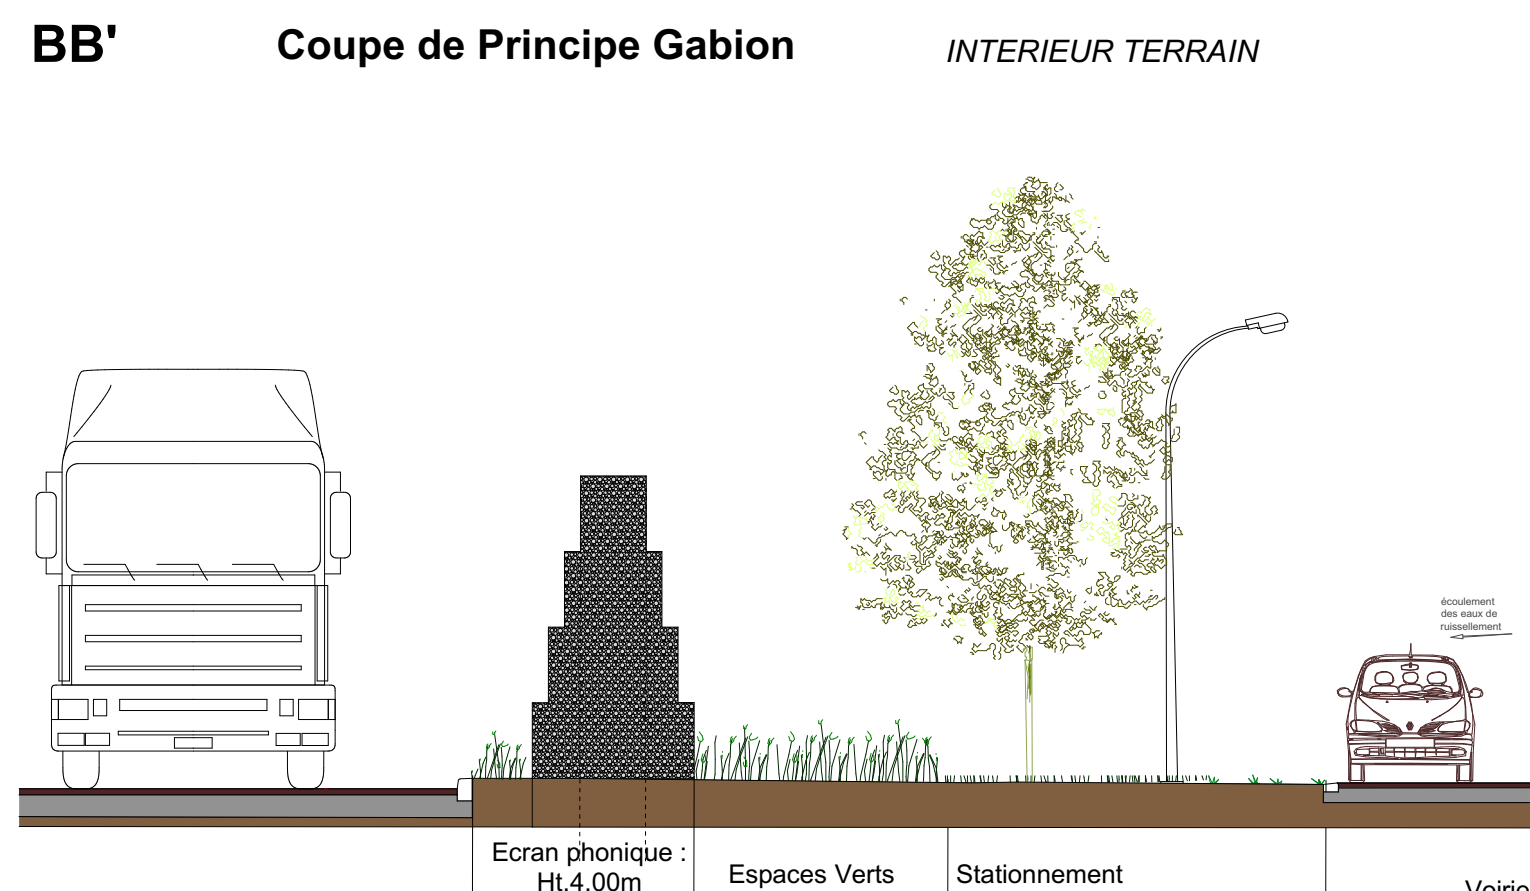 BB'
Coupe de Principe Gabion
INTERIEUR TERRAIN
écoulement
des eaux de
ruissellement
Ecran phonique :
Ht.4.00m
Espaces Verts
Stationnement
Voirie